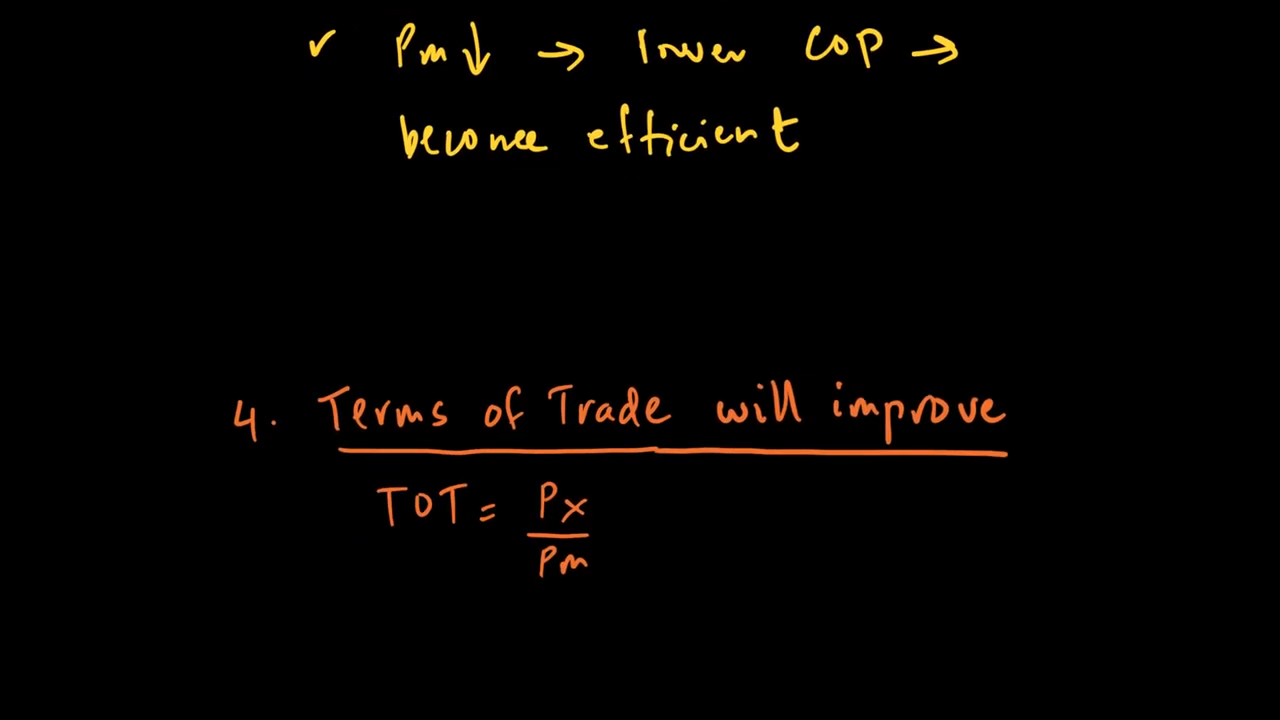 ✓ Pm↓ → lower COP →
become efficient
4. Terms of Trade will improve
TOT = Px
Pm